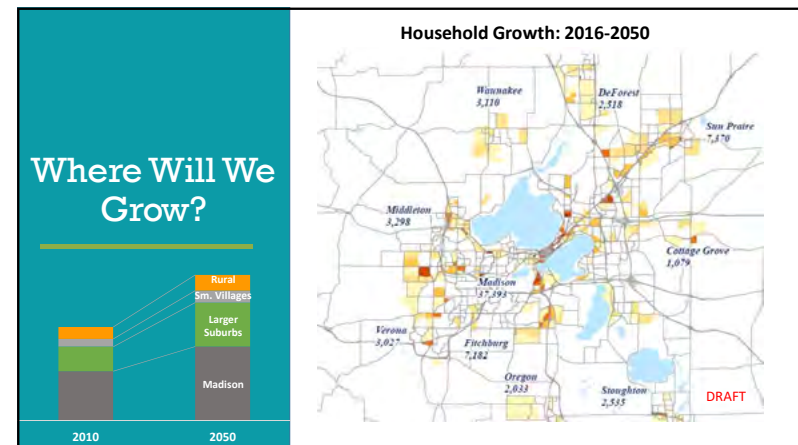 Where Will We
Grow?
Rural
Sm. Villages
Larger
Suburbs
Madison
2010
2050
Household Growth: 2016-2050
Waunakee
3,110
DeForest
2,518
Sun Praire
7,370
Middleton
3,298
Cottage Grove
1,079
Madison
37,393
Verona
3,027
Fitchburg
7,182
Oregon
2,033
Stoughton
2,535
DRAFT